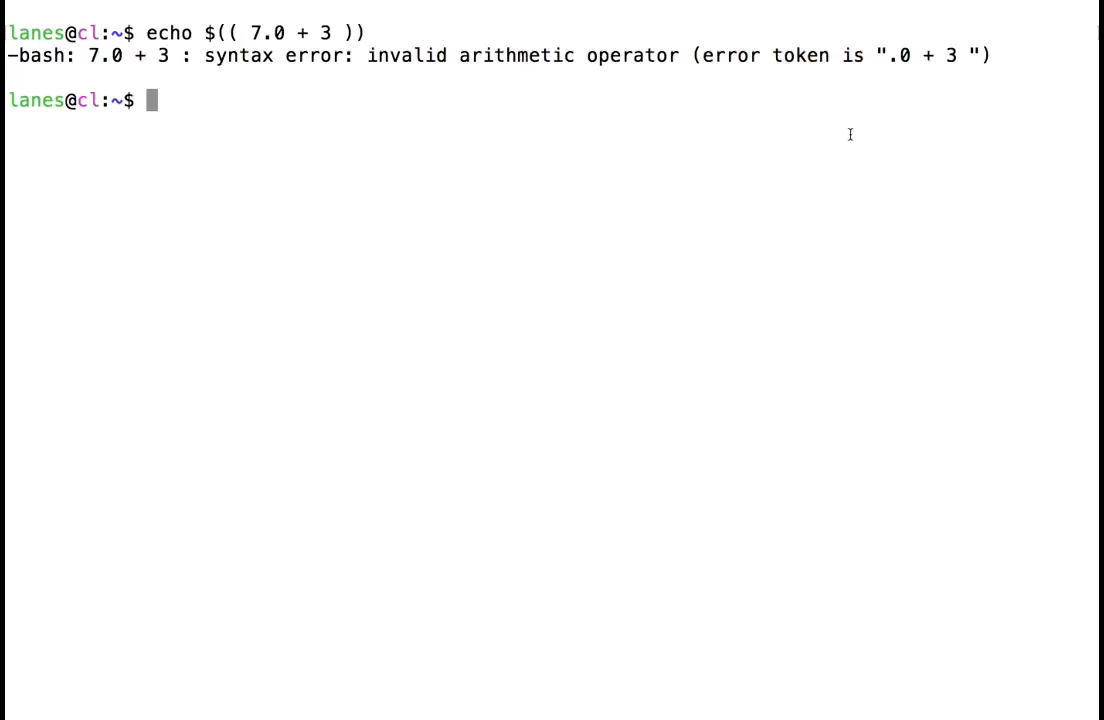 lanes@cl:~$ echo $(( 7.0 + 3 ))
-bash: 7.0 + 3 : syntax error: invalid arithmetic operator (error token is ".0 + 3 ")
lanes@cl:~$